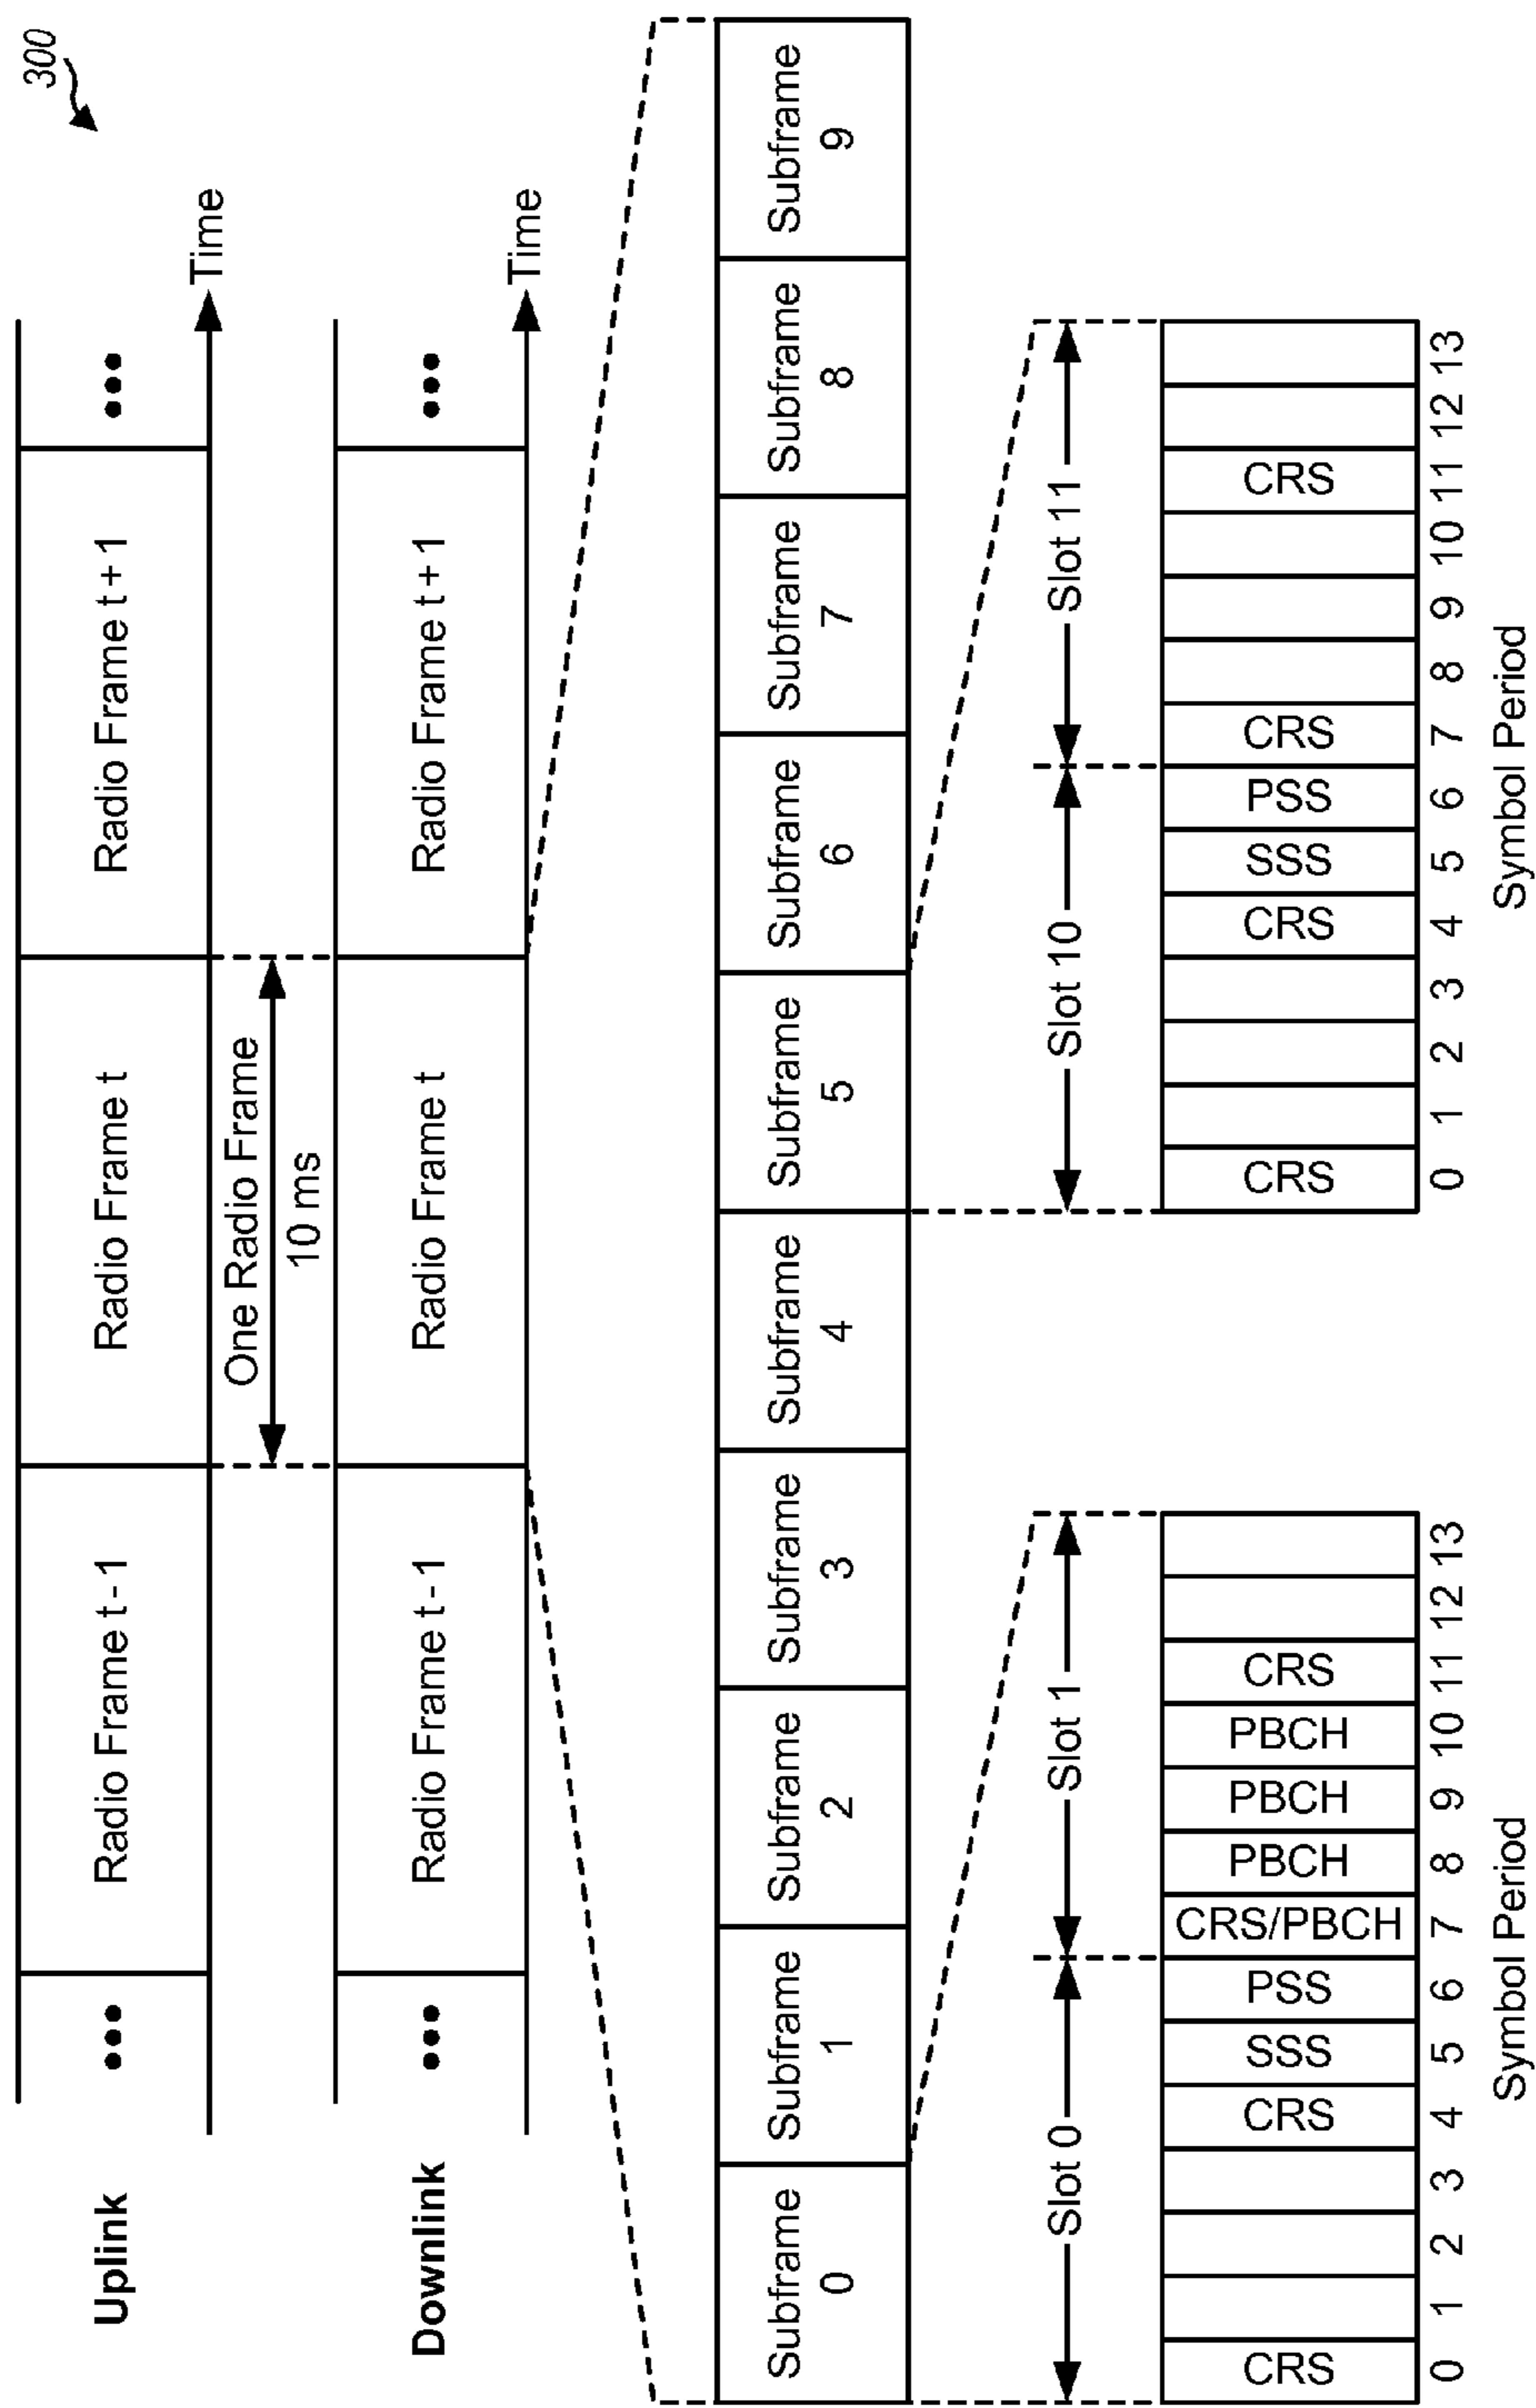 300
Uplink
•••
Radio Frame t - 1
Radio Frame t
Radio Frame t + 1
•••
Time
One Radio Frame
10 ms
Downlink
•••
Radio Frame t - 1
Radio Frame t
Radio Frame t + 1
•••
Time
Subframe
0
Subframe
1
Subframe
2
Subframe
3
Subframe
4
Subframe
5
Subframe
6
Subframe
7
Subframe
8
Subframe
9
Slot 0
Slot 1
CRS
CRS
SSS
PSS
CRS/PBCH
PBCH
PBCH
PBCH
CRS
0 1 2 3 4 5 6 7 8 9 10 11 12 13
Symbol Period
Slot 10
Slot 11
CRS
CRS
SSS
PSS
CRS
CRS
0 1 2 3 4 5 6 7 8 9 10 11 12 13
Symbol Period